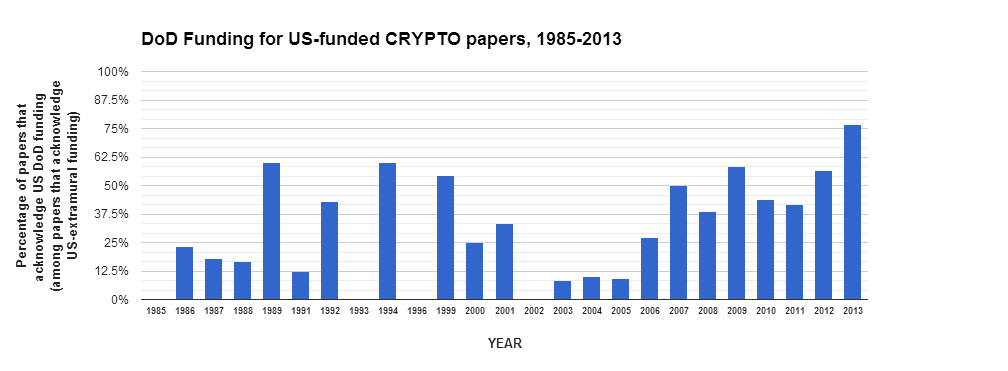 DoD Funding for US-funded CRYPTO papers, 1985-2013
Percentage of papers that
acknowledge US DoD funding
(among papers that acknowledge
US-extramural funding)
100%
87.5%
75%
62.5%
50%
37.5%
25%
12.5%
0%
1985 1986 1987 1988 1989 1991 1992 1993 1994 1996 1999 2000 2001 2002 2003 2004 2005 2006 2007 2008 2009 2010 2011 2012 2013
YEAR